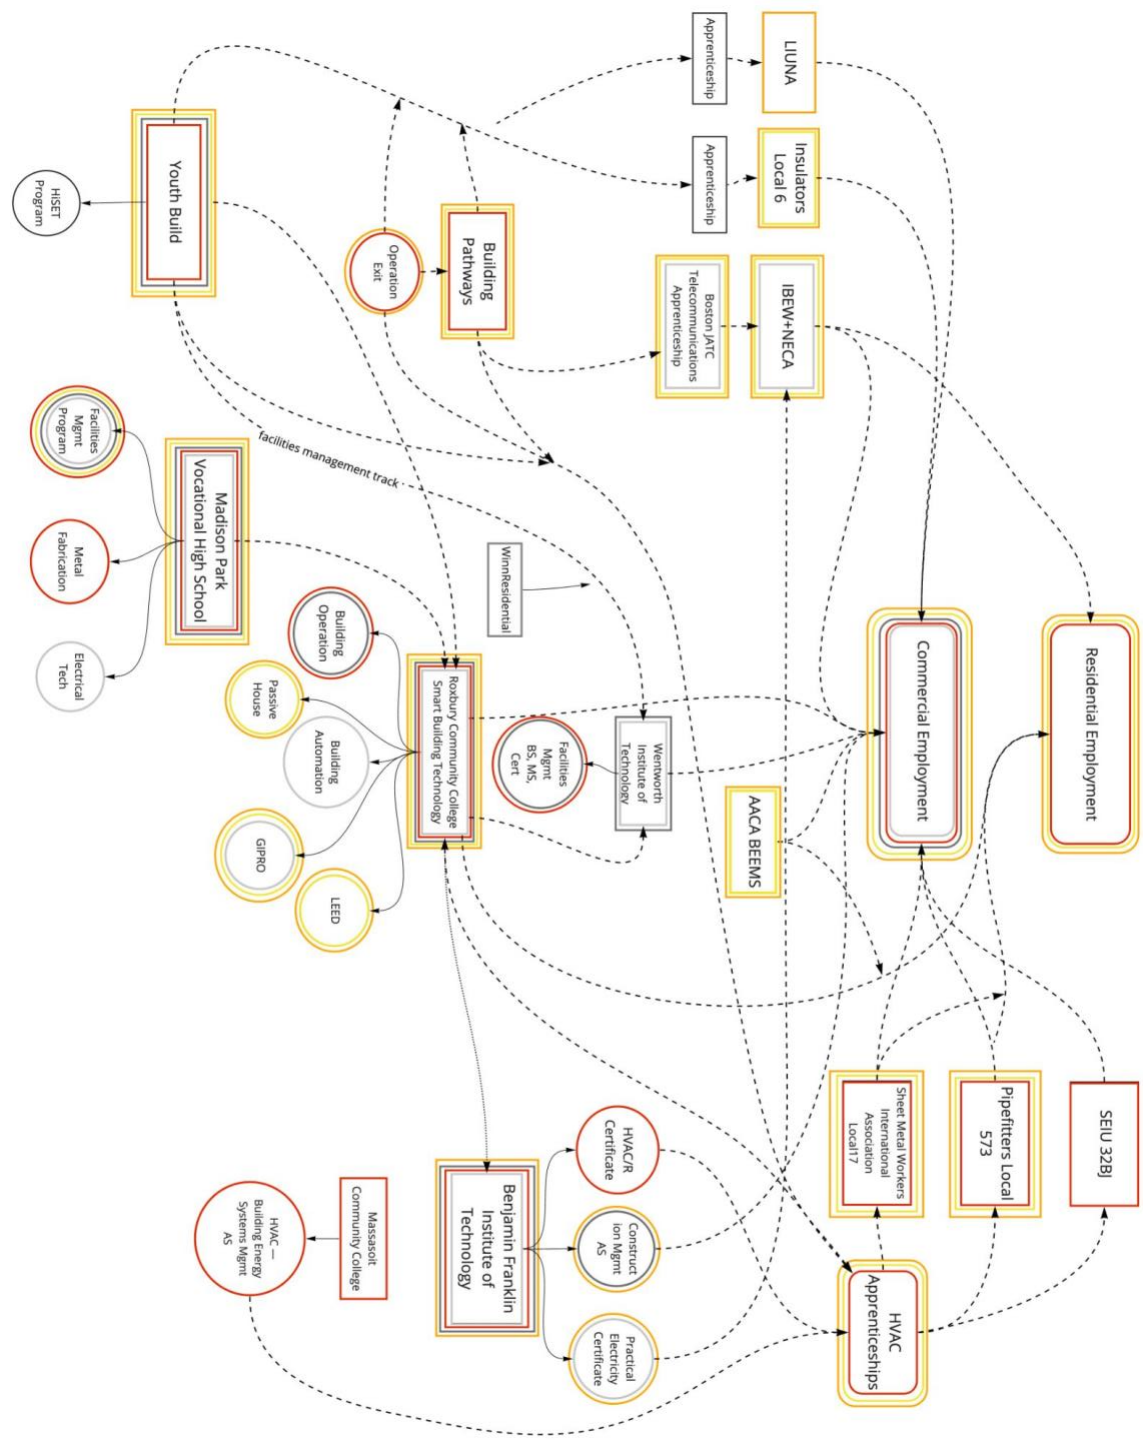 LIUNA
Apprenticeship
Insulators
Local 6
Apprenticeship
IBEW+NECA
Boston JATC
Telecommunications
Apprenticeship
Building
Pathways
Operation
Exit
Youth Build
HiSET
Program
facilities management track
Residential Employment
Commercial Employment
AACA BEEMS
Wentworth
Institute of
Technology
Facilities
Mgmt
BS, MS,
Cert
WinnResidential
Roxbury Community College
Smart Building Technology
Building
Operation
Passive
House
Building
Automation
GIPRO
LEED
Madison Park
Vocational High School
Facilities
Mgmt
Program
Metal
Fabrication
Electrical
Tech
SEIU 32BJ
Pipefitters Local
573
Sheet Metal Workers
International
Association
Local17
HVAC
Apprenticeships
HVAC/R
Certificate
Construct
ion Mgmt
AS
Practical
Electricity
Certificate
Benjamin Franklin
Institute of
Technology
Massasoit
Community College
HVAC —
Building Energy
Systems Mgmt
AS